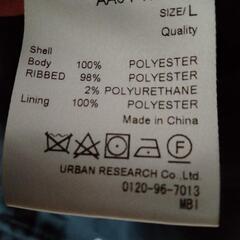 SIZE/L
Quality
Shell
Body 100% POLYESTER
RIBBED 98% POLYESTER
2% POLYURETHANE
Lining 100% POLYESTER
Made in China
URBAN RESEARCH Co.,Ltd.
0120-96-7013
MBI